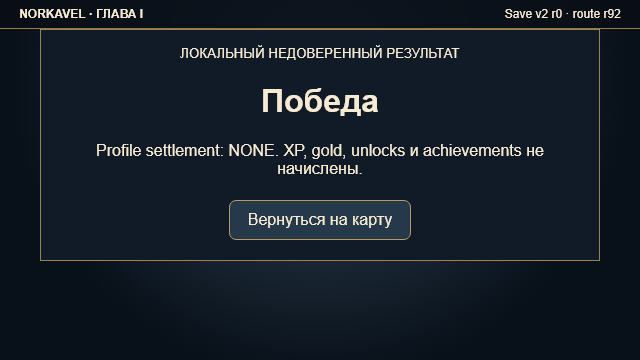 NORKAVEL · ГЛАВА I
Save v2 r0 · route r92
ЛОКАЛЬНЫЙ НЕДОВЕРЕННЫЙ РЕЗУЛЬТАТ
Победа
Profile settlement: NONE. XP, gold, unlocks и achievements не
начислены.
Вернуться на карту